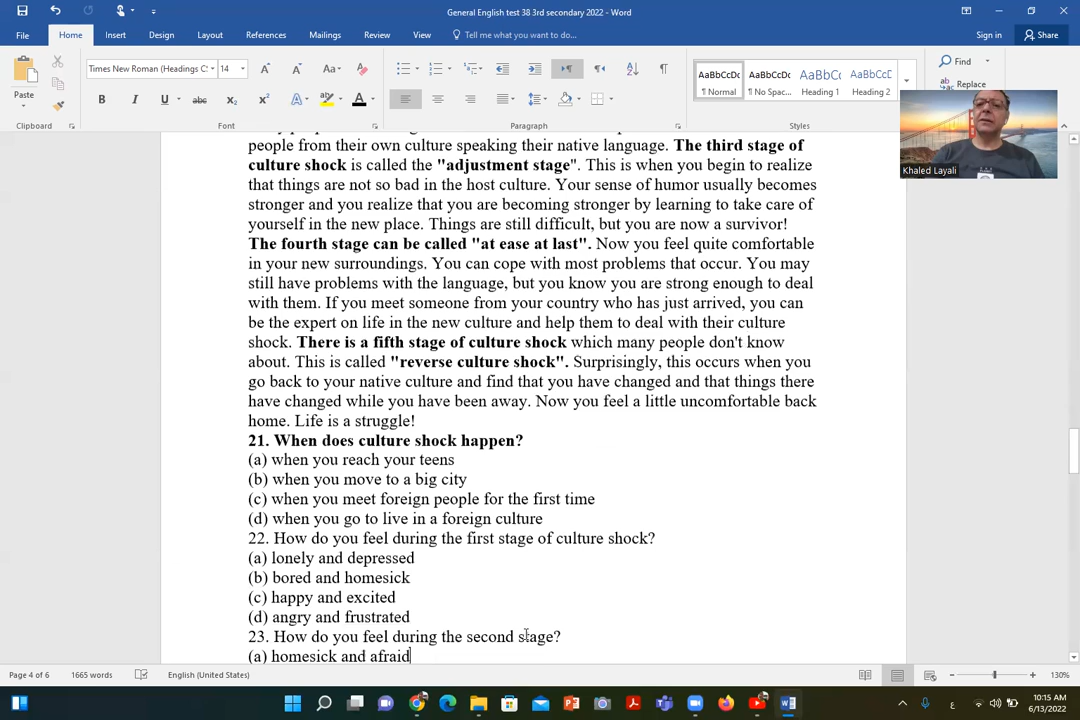 General English test 38 3rd secondary 2022 - Word
File Home Insert Design Layout References Mailings Review View Tell me what you want to do... Sign in Share
Paste
Times New Roman (Headings C 14
Aa
B I U abc X2 X2 A A
AaBbCcDc AaBbCcDc AaBbCc AaBbCcD
¶ Normal ¶ No Spac... Heading 1 Heading 2
Find
Replace
Clipboard Font Paragraph Styles
Khaled Layali
people from their own culture speaking their native language. The third stage of
culture shock is called the "adjustment stage". This is when you begin to realize
that things are not so bad in the host culture. Your sense of humor usually becomes
stronger and you realize that you are becoming stronger by learning to take care of
yourself in the new place. Things are still difficult, but you are now a survivor!
The fourth stage can be called "at ease at last". Now you feel quite comfortable
in your new surroundings. You can cope with most problems that occur. You may
still have problems with the language, but you know you are strong enough to deal
with them. If you meet someone from your country who has just arrived, you can
be the expert on life in the new culture and help them to deal with their culture
shock. There is a fifth stage of culture shock which many people don't know
about. This is called "reverse culture shock". Surprisingly, this occurs when you
go back to your native culture and find that you have changed and that things there
have changed while you have been away. Now you feel a little uncomfortable back
home. Life is a struggle!
21. When does culture shock happen?
(a) when you reach your teens
(b) when you move to a big city
(c) when you meet foreign people for the first time
(d) when you go to live in a foreign culture
22. How do you feel during the first stage of culture shock?
(a) lonely and depressed
(b) bored and homesick
(c) happy and excited
(d) angry and frustrated
23. How do you feel during the second stage?
(a) homesick and afraid
Page 4 of 6 1665 words English (United States) 130%
10:15 AM
6/13/2022
ع